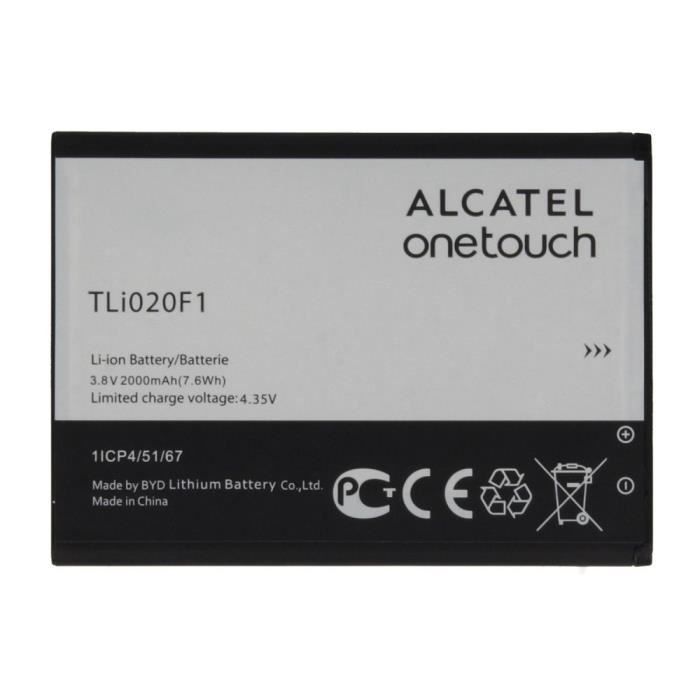 ALCATEL
onetouch
TLi020F1
Li-ion Battery/Batterie
3.8V 2000mAh(7.6Wh)
Limited charge voltage:4.35V
1ICP4/51/67
Made by BYD Lithium Battery Co.,Ltd.
Made in China
PCT CE